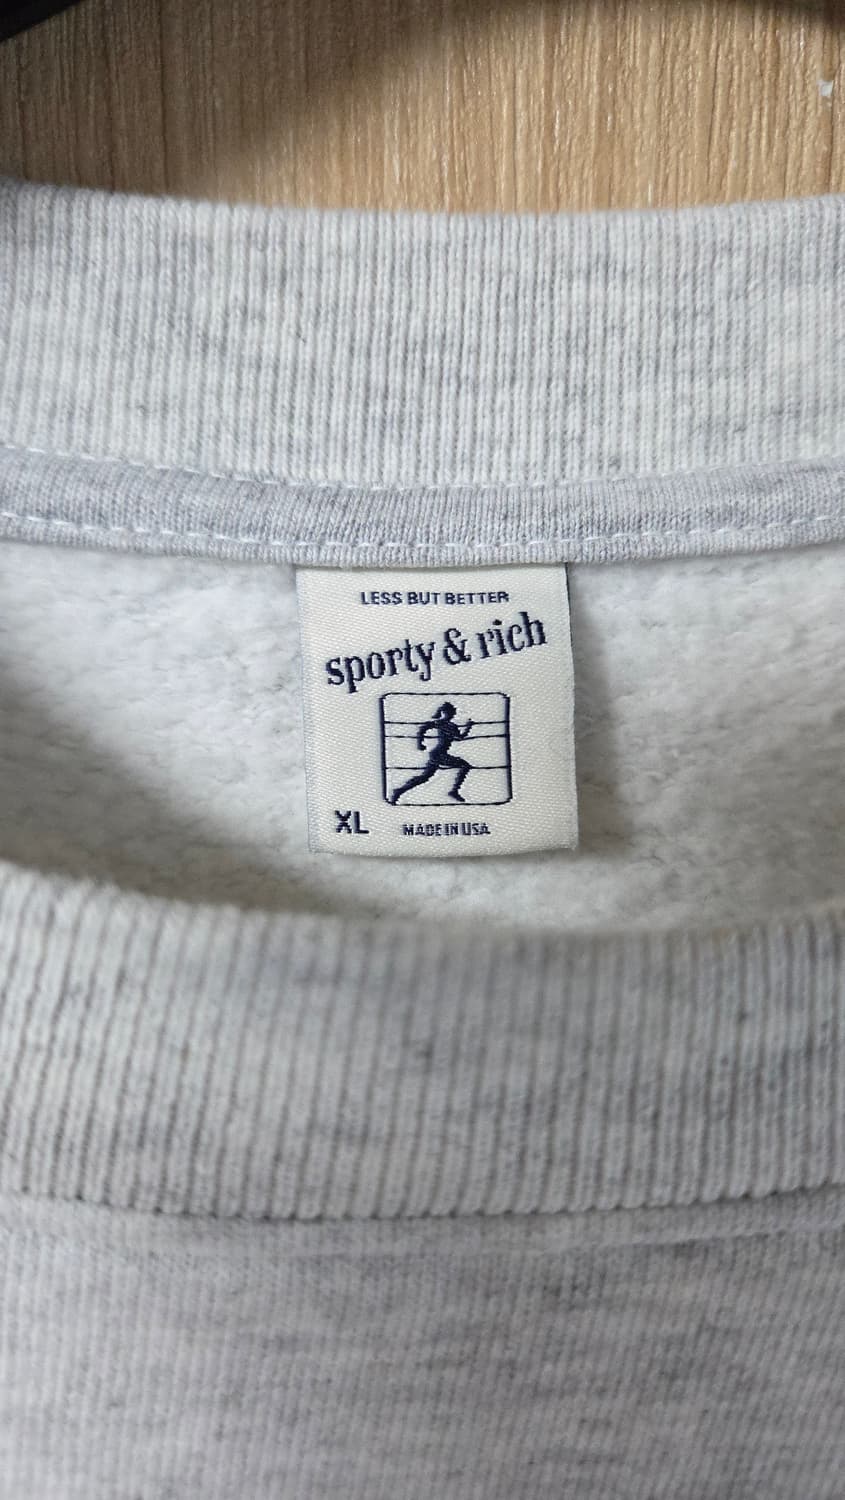 LESS BUT BETTER
sporty & rich
XL MADE IN USA